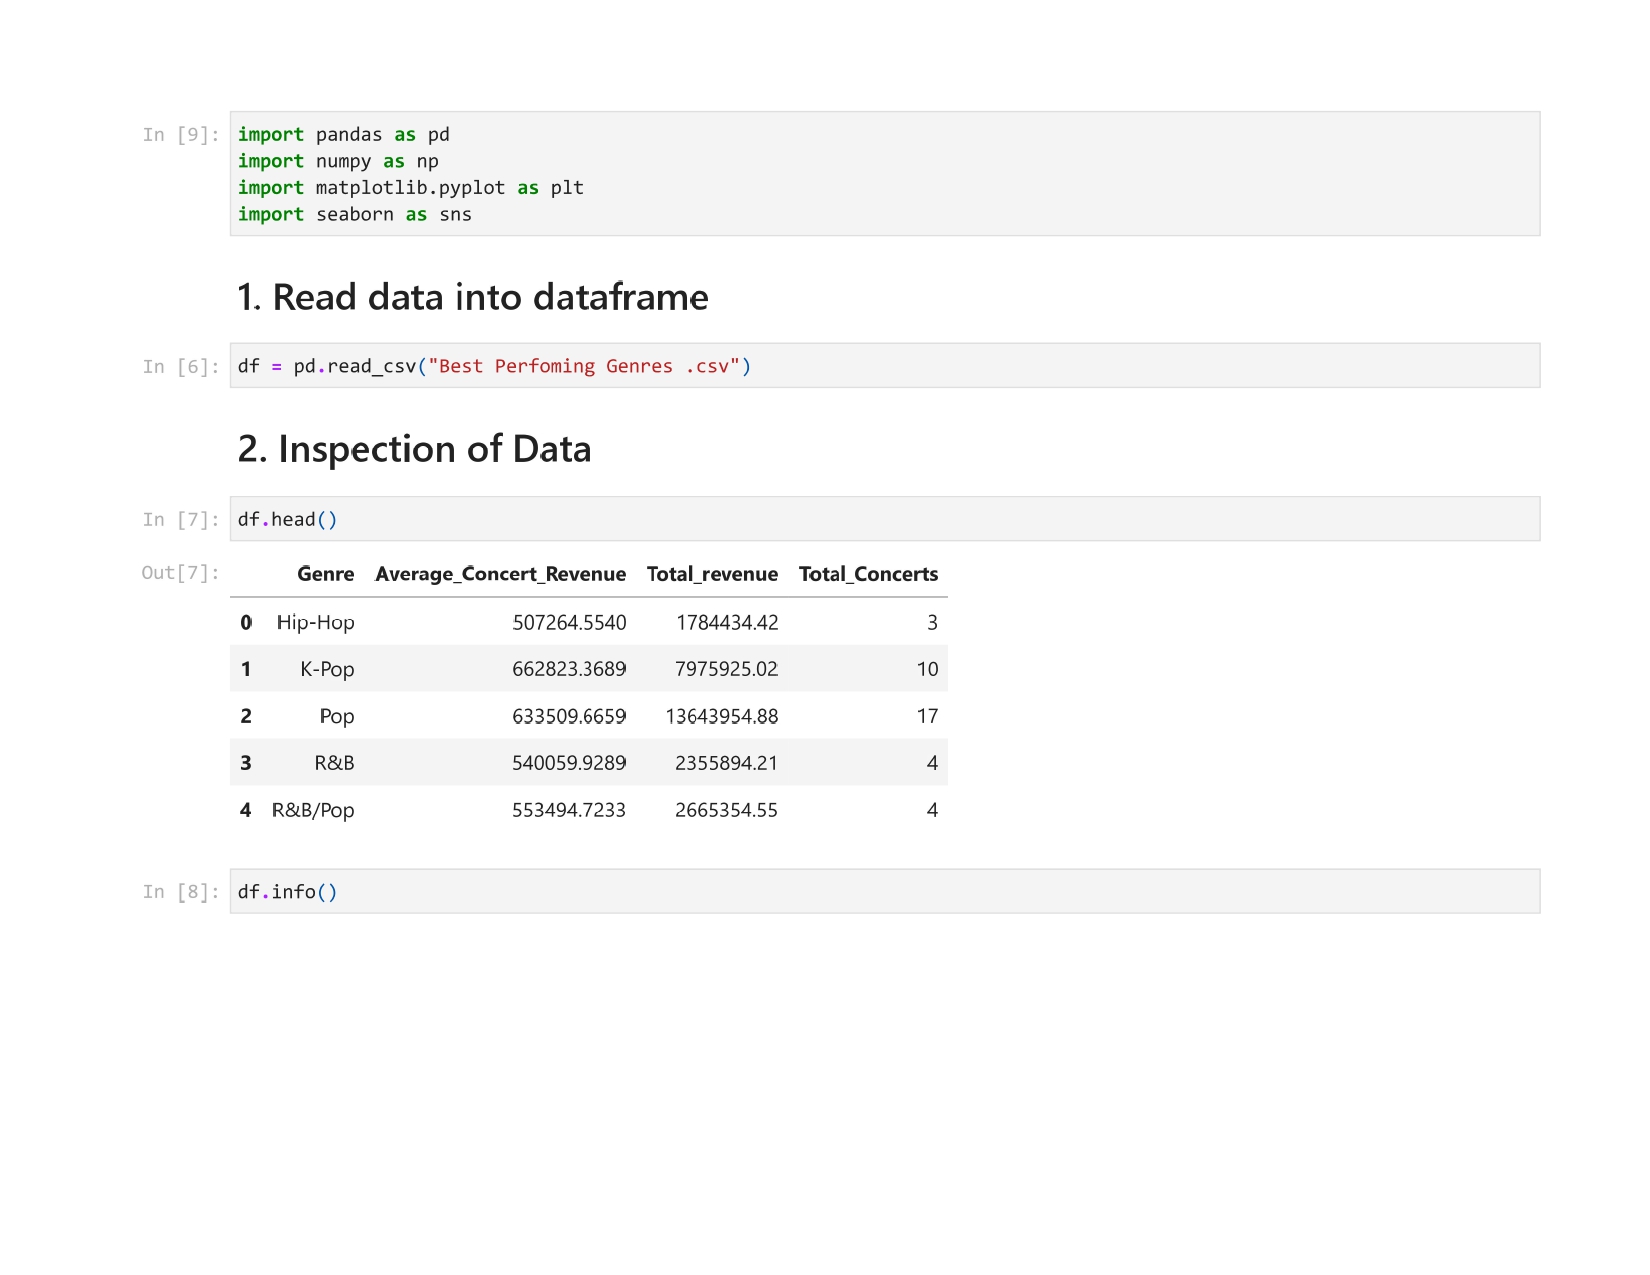 In [9]: import pandas as pd
import numpy as np
import matplotlib.pyplot as plt
import seaborn as sns
1. Read data into dataframe
In [6]: df = pd.read_csv("Best Perfoming Genres .csv")
2. Inspection of Data
In [7]: df.head()
Out[7]: Genre Average_Concert_Revenue Total_revenue Total_Concerts
0 Hip-Hop 507264.5540 1784434.42 3
1 K-Pop 662823.3689 7975925.02 10
2 Pop 633509.6659 13643954.88 17
3 R&B 540059.9289 2355894.21 4
4 R&B/Pop 553494.7233 2665354.55 4
In [8]: df.info()